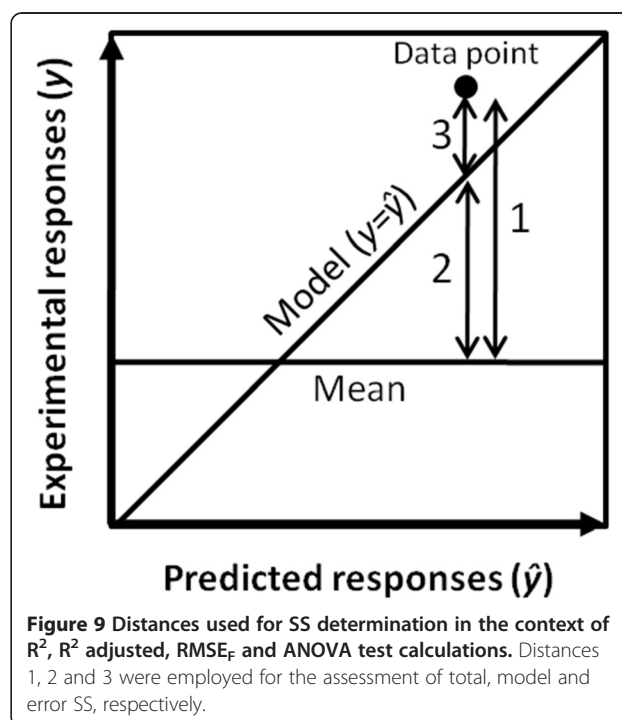 Experimental responses (y)
Data point
3
1
2
Model (y=ŷ)
Mean
Predicted responses (ŷ)
Figure 9 Distances used for SS determination in the context of
R², R² adjusted, RMSE_F and ANOVA test calculations. Distances
1, 2 and 3 were employed for the assessment of total, model and
error SS, respectively.